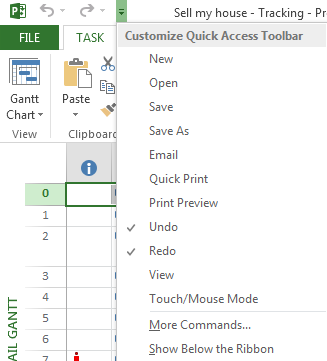 Sell my house - Tracking - Pr
FILE
TASK
Customize Quick Access Toolbar
New
Open
Save
Save As
Email
Quick Print
Print Preview
Undo
Redo
View
Touch/Mouse Mode
More Commands...
Show Below the Ribbon
Gantt
Chart
Paste
View
Clipboard
0
1
2
3
4
5
6
7
AIL GANTT